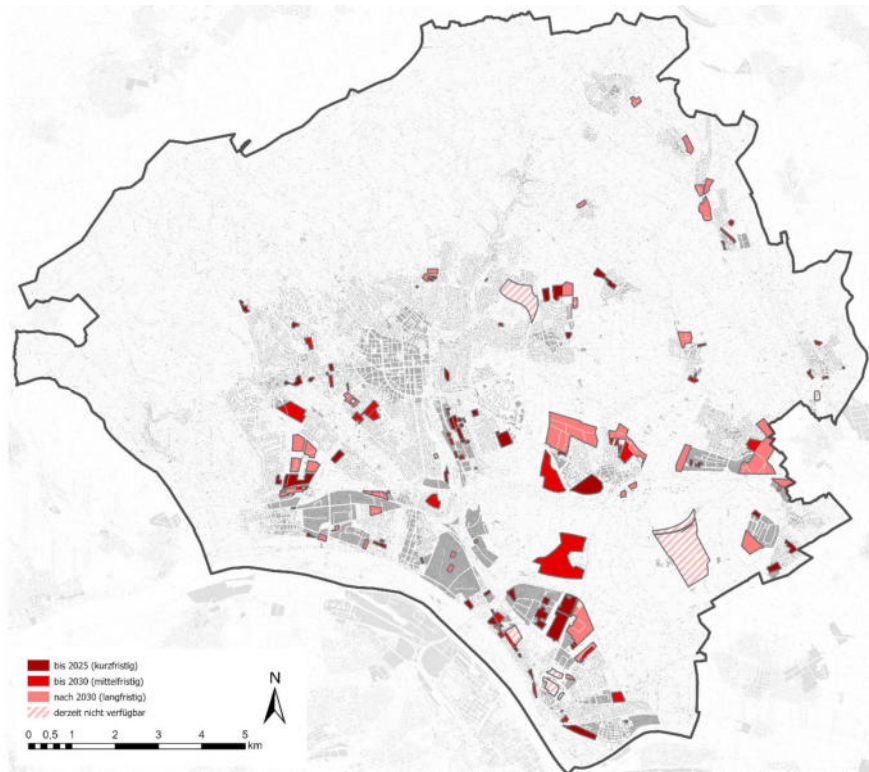 bis 2025 (kurzfristig)
bis 2030 (mittelfristig)
nach 2030 (langfristig)
derzeit nicht verfügbar
N
0 0,5 1 2 3 4 5
km